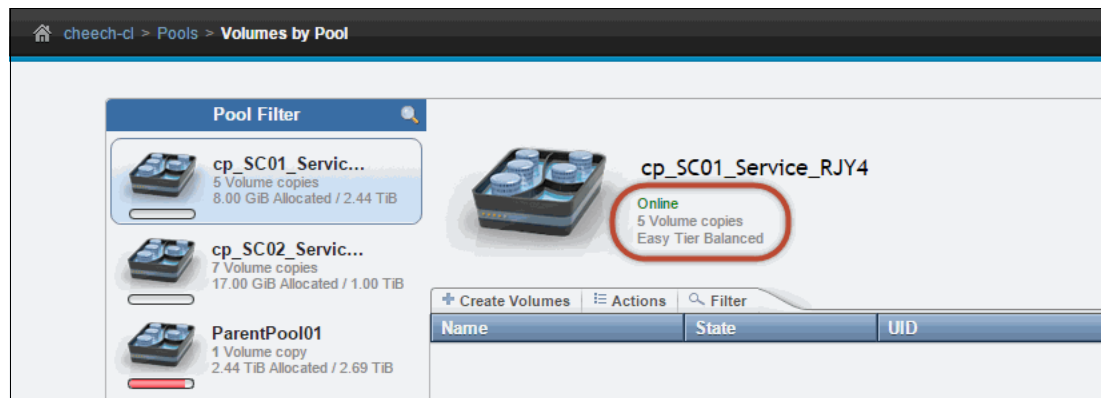 cheech-cl > Pools > Volumes by Pool
Pool Filter
cp_SC01_Servic...
5 Volume copies
8.00 GiB Allocated / 2.44 TiB
cp_SC02_Servic...
7 Volume copies
17.00 GiB Allocated / 1.00 TiB
ParentPool01
1 Volume copy
2.44 TiB Allocated / 2.69 TiB
cp_SC01_Service_RJY4
Online
5 Volume copies
Easy Tier Balanced
Create Volumes Actions Filter
Name State UID